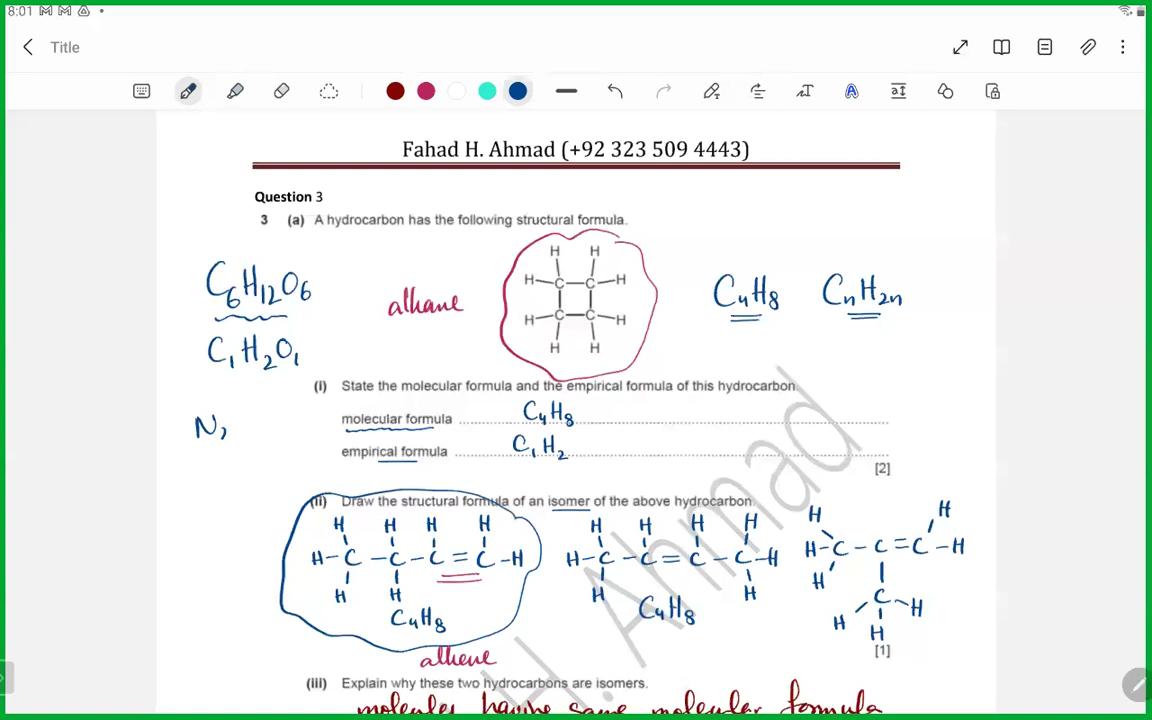 8:01
Title
Fahad H. Ahmad (+92 323 509 4443)
Question 3
3 (a) A hydrocarbon has the following structural formula.
C6H12O6
C1H2O1
alkane
H H
H–C–C–H
H–C–C–H
H H
C4H8 CnH2n
(i) State the molecular formula and the empirical formula of this hydrocarbon
molecular formula C4H8
N,
empirical formula C1H2
[2]
(ii) Draw the structural formula of an isomer of the above hydrocarbon.
H H H H
H–C–C–C=C–H
H H
C4H8
alkene
H H H H
H–C–C=C–C–H
H H
C4H8
H H
H–C–C=C–H
H C H
H H
[1]
(iii) Explain why these two hydrocarbons are isomers.
molecules having same molecular formula
H. Ahmad